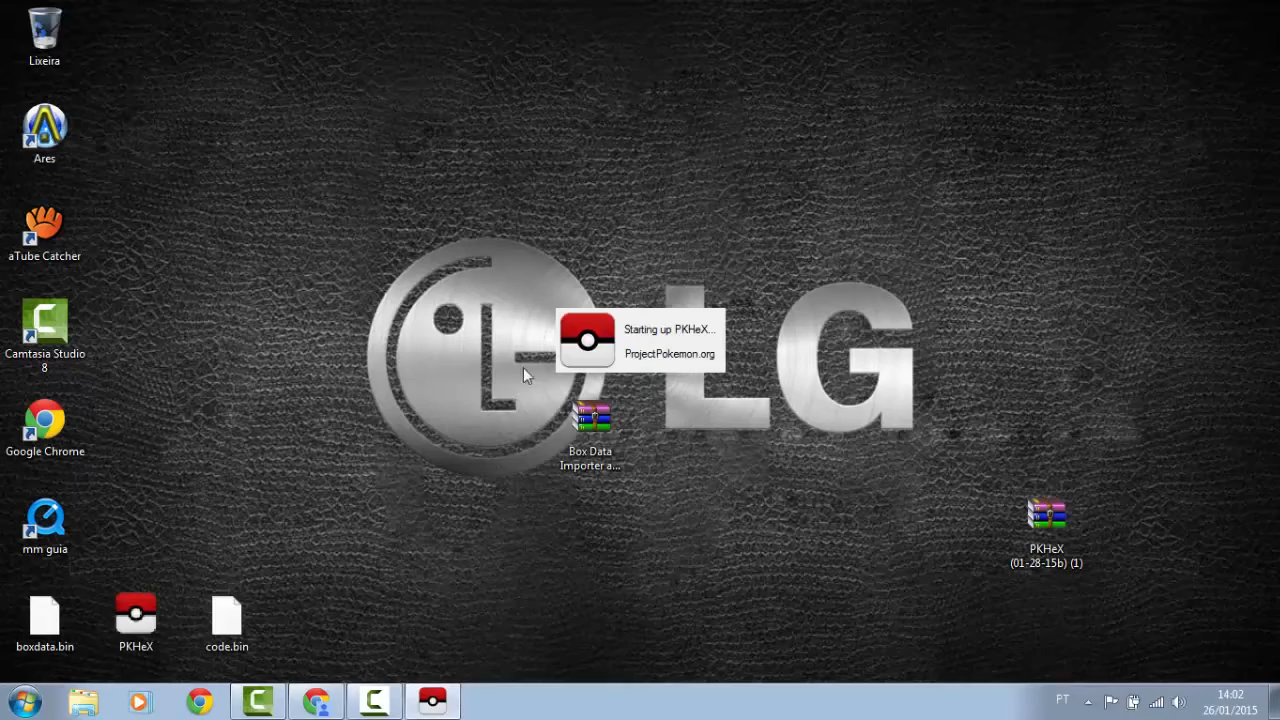 Lixeira
Ares
aTube Catcher
Camtasia Studio
8
Google Chrome
mm guia
boxdata.bin
PKHeX
code.bin
LG
Starting up PKHeX...
ProjectPokemon.org
Box Data
Importer a...
PKHeX
(01-28-15b) (1)
PT
14:02
26/01/2015